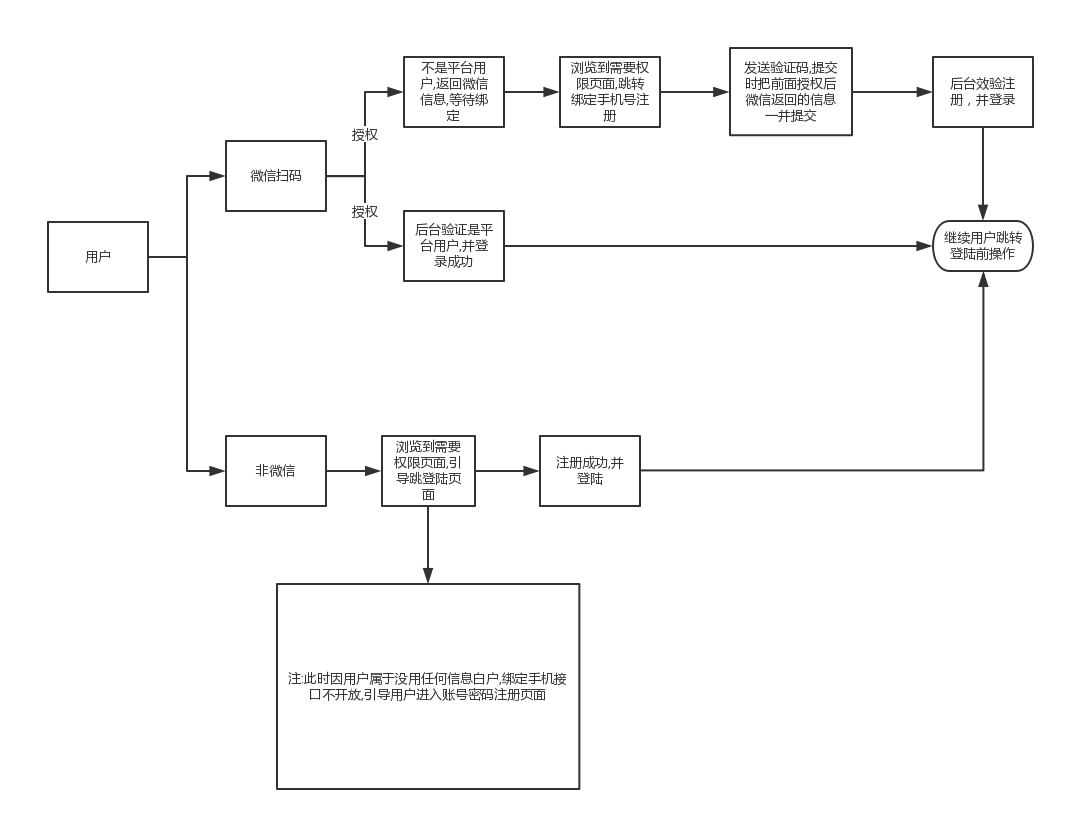 不是平台用
户,返回微信
信息,等待绑
定
浏览到需要权
限页面,跳转
绑定手机号注
册
发送验证码,提交
时把前面授权后
微信返回的信息
一并提交
后台效验注
册，并登录
授权
微信扫码
授权
后台验证是平
台用户,并登
录成功
继续用户跳转
登陆前操作
用户
非微信
浏览到需要
权限页面,引
导跳登陆页
面
注册成功,并
登陆
注:此时因用户属于没用任何信息白户,绑定手机接
口不开放,引导用户进入账号密码注册页面